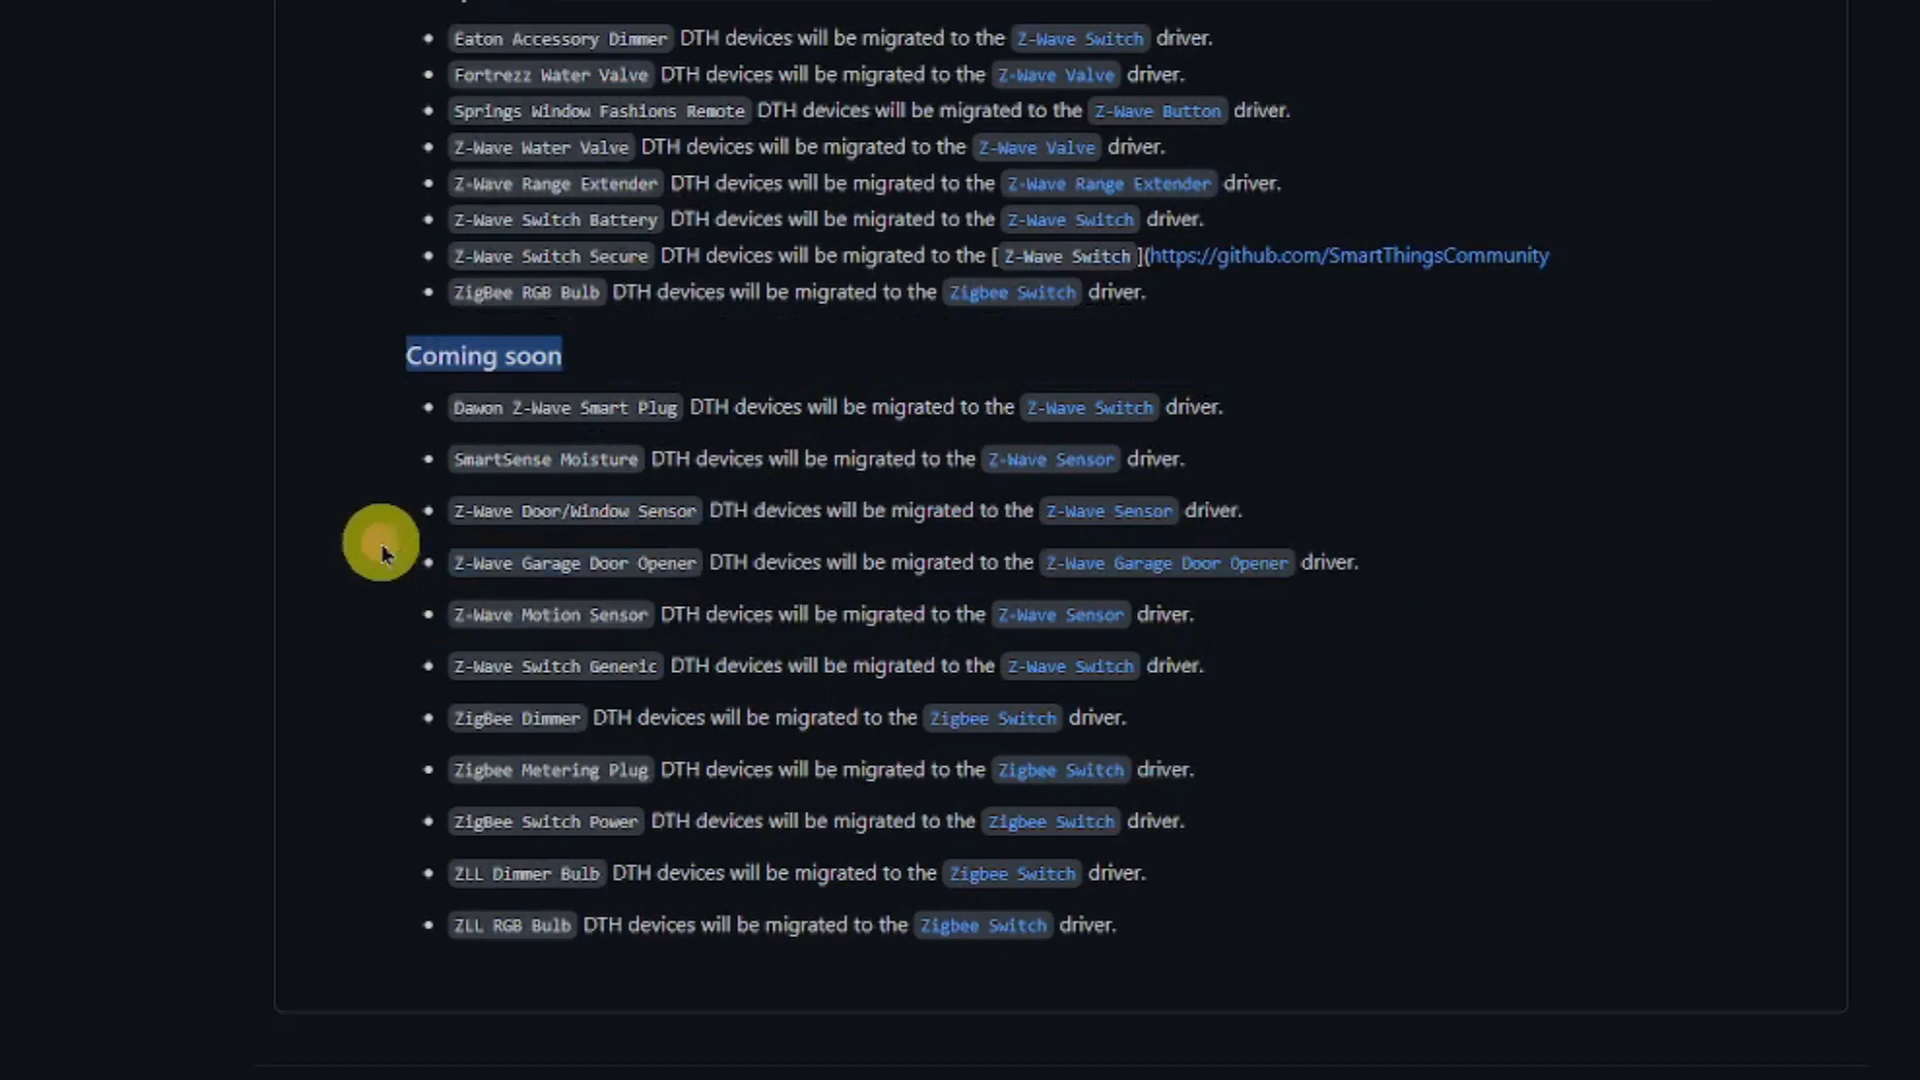 Eaton Accessory Dimmer DTH devices will be migrated to the Z-Wave Switch driver.
Fortrezz Water Valve DTH devices will be migrated to the Z-Wave Valve driver.
Springs Window Fashions Remote DTH devices will be migrated to the Z-Wave Button driver.
Z-Wave Water Valve DTH devices will be migrated to the Z-Wave Valve driver.
Z-Wave Range Extender DTH devices will be migrated to the Z-Wave Range Extender driver.
Z-Wave Switch Battery DTH devices will be migrated to the Z-Wave Switch driver.
Z-Wave Switch Secure DTH devices will be migrated to the [ Z-Wave Switch ](https://github.com/SmartThingsCommunity
ZigBee RGB Bulb DTH devices will be migrated to the Zigbee Switch driver.
Coming soon
Dawon Z-Wave Smart Plug DTH devices will be migrated to the Z-Wave Switch driver.
SmartSense Moisture DTH devices will be migrated to the Z-Wave Sensor driver.
Z-Wave Door/Window Sensor DTH devices will be migrated to the Z-Wave Sensor driver.
Z-Wave Garage Door Opener DTH devices will be migrated to the Z-Wave Garage Door Opener driver.
Z-Wave Motion Sensor DTH devices will be migrated to the Z-Wave Sensor driver.
Z-Wave Switch Generic DTH devices will be migrated to the Z-Wave Switch driver.
ZigBee Dimmer DTH devices will be migrated to the Zigbee Switch driver.
Zigbee Metering Plug DTH devices will be migrated to the Zigbee Switch driver.
ZigBee Switch Power DTH devices will be migrated to the Zigbee Switch driver.
ZLL Dimmer Bulb DTH devices will be migrated to the Zigbee Switch driver.
ZLL RGB Bulb DTH devices will be migrated to the Zigbee Switch driver.